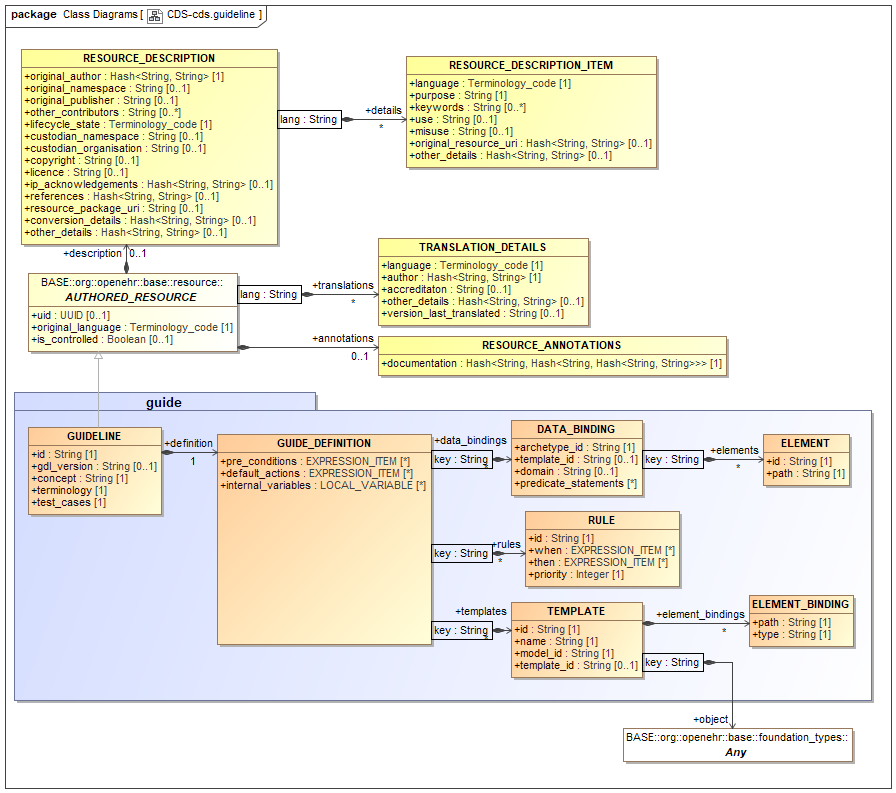 package Class Diagrams [ CDS-cds.guideline ]
RESOURCE_DESCRIPTION
+original_author : Hash<String, String> [1]
+original_namespace : String [0..1]
+original_publisher : String [0..1]
+other_contributors : String [0..*]
+lifecycle_state : Terminology_code [1]
+custodian_namespace : String [0..1]
+custodian_organisation : String [0..1]
+copyright : String [0..1]
+licence : String [0..1]
+ip_acknowledgements : Hash<String, String> [0..1]
+references : Hash<String, String> [0..1]
+resource_package_uri : String [0..1]
+conversion_details : Hash<String, String> [0..1]
+other_details : Hash<String, String> [0..1]
lang : String
+details
*
RESOURCE_DESCRIPTION_ITEM
+language : Terminology_code [1]
+purpose : String [1]
+keywords : String [0..*]
+use : String [0..1]
+misuse : String [0..1]
+original_resource_uri : Hash<String, String> [0..1]
+other_details : Hash<String, String> [0..1]
+description 0..1
BASE::org::openehr::base::resource::
AUTHORED_RESOURCE
+uid : UUID [0..1]
+original_language : Terminology_code [1]
+is_controlled : Boolean [0..1]
lang : String
+translations
*
TRANSLATION_DETAILS
+language : Terminology_code [1]
+author : Hash<String, String> [1]
+accreditaton : String [0..1]
+other_details : Hash<String, String> [0..1]
+version_last_translated : String [0..1]
+annotations
0..1
RESOURCE_ANNOTATIONS
+documentation : Hash<String, Hash<String, Hash<String, String>>> [1]
guide
GUIDELINE
+id : String [1]
+gdl_version : String [0..1]
+concept : String [1]
+terminology [1]
+test_cases [1]
+definition
1
GUIDE_DEFINITION
+pre_conditions : EXPRESSION_ITEM [*]
+default_actions : EXPRESSION_ITEM [*]
+internal_variables : LOCAL_VARIABLE [*]
+data_bindings
key : String
*
DATA_BINDING
+archetype_id : String [1]
+template_id : String [0..1]
+domain : String [0..1]
+predicate_statements [*]
key : String
+elements
*
ELEMENT
+id : String [1]
+path : String [1]
key : String
+rules
*
RULE
+id : String [1]
+when : EXPRESSION_ITEM [*]
+then : EXPRESSION_ITEM [*]
+priority : Integer [1]
+templates
key : String
*
TEMPLATE
+id : String [1]
+name : String [1]
+model_id : String [1]
+template_id : String [0..1]
+element_bindings
*
ELEMENT_BINDING
+path : String [1]
+type : String [1]
key : String
+object
BASE::org::openehr::base::foundation_types::
Any